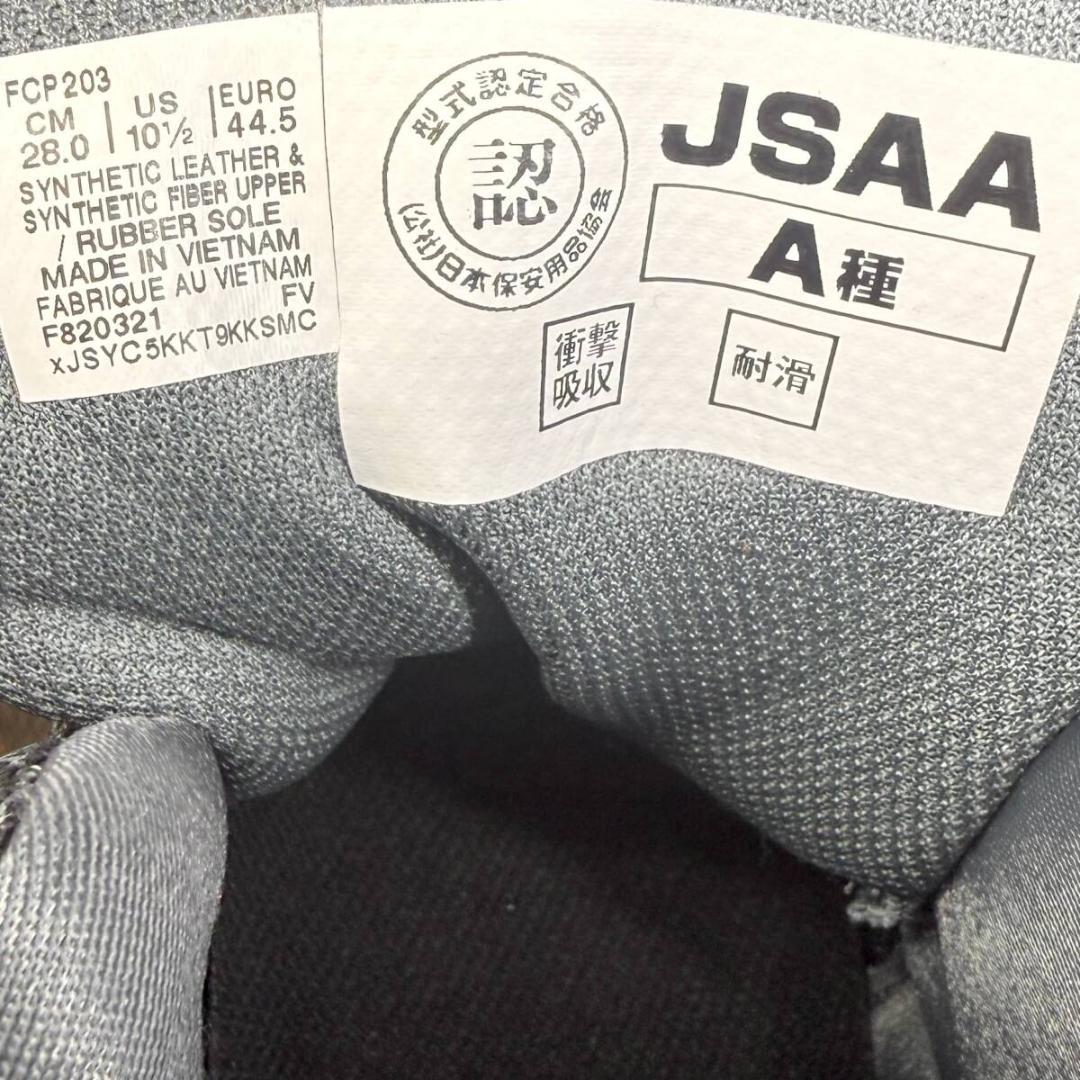 FCP203
CM | US | EURO
28.0 | 10½ | 44.5
SYNTHETIC LEATHER &
SYNTHETIC FIBER UPPER
/ RUBBER SOLE
MADE IN VIETNAM
FABRIQUE AU VIETNAM
FV
F820321
xJSYC5KKT9KKSMC
型式認定合格
認
(公社)日本保安用品協会
JSAA
A種
衝撃
吸収
耐滑